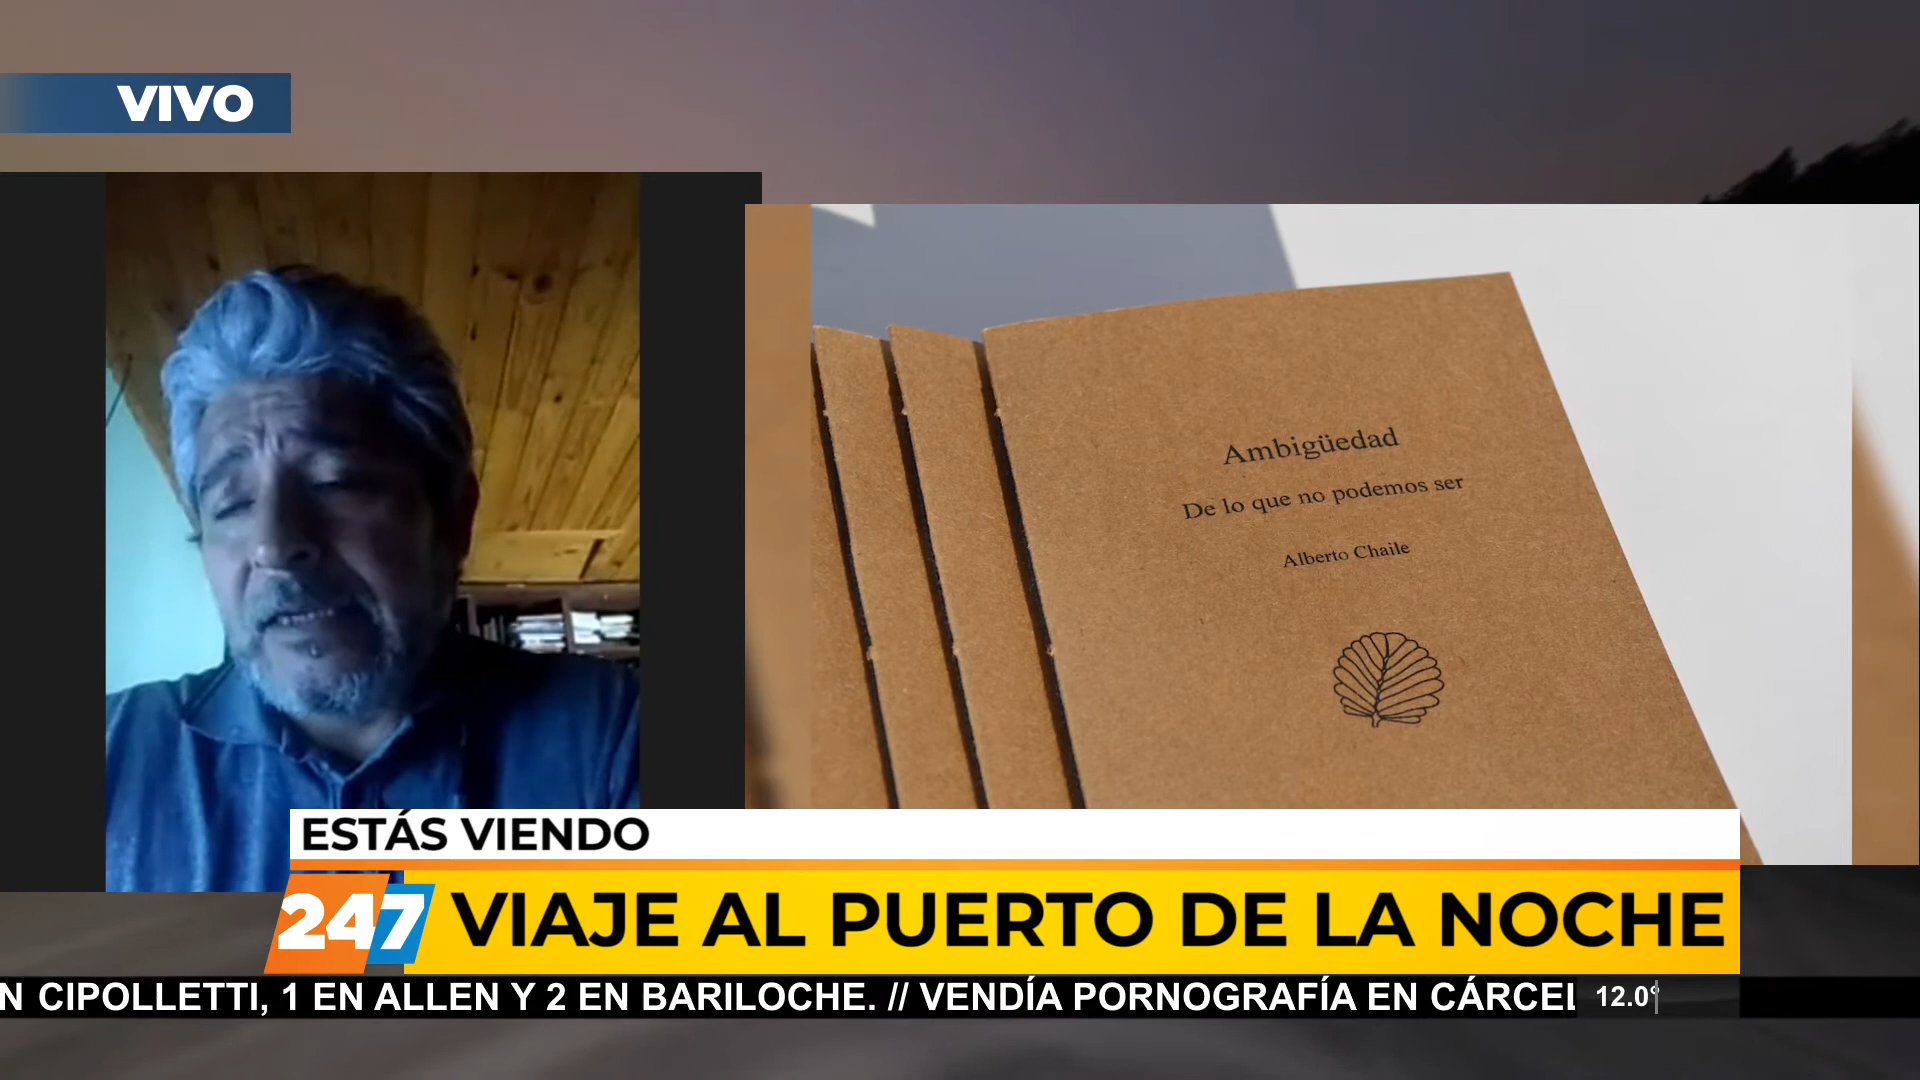 VIVO
Ambigüedad
De lo que no podemos ser
Alberto Chaile
ESTÁS VIENDO
247 VIAJE AL PUERTO DE LA NOCHE
N CIPOLLETTI, 1 EN ALLEN Y 2 EN BARILOCHE. // VENDÍA PORNOGRAFÍA EN CÁRCEL 12.0°